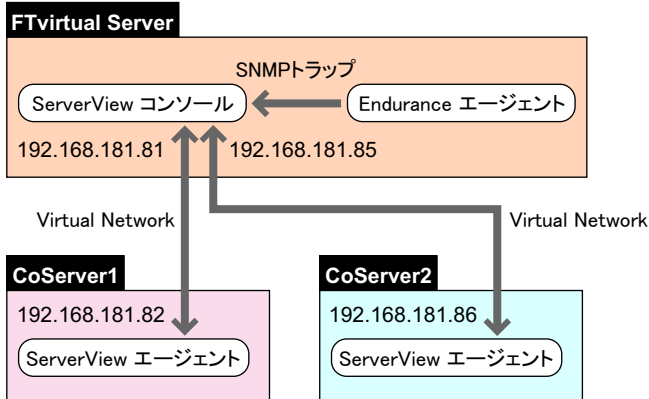 FTvirtual Server
SNMPトラップ
ServerView コンソール
Endurance エージェント
192.168.181.81
192.168.181.85
Virtual Network
Virtual Network
CoServer1
CoServer2
192.168.181.82
192.168.181.86
ServerView エージェント
ServerView エージェント